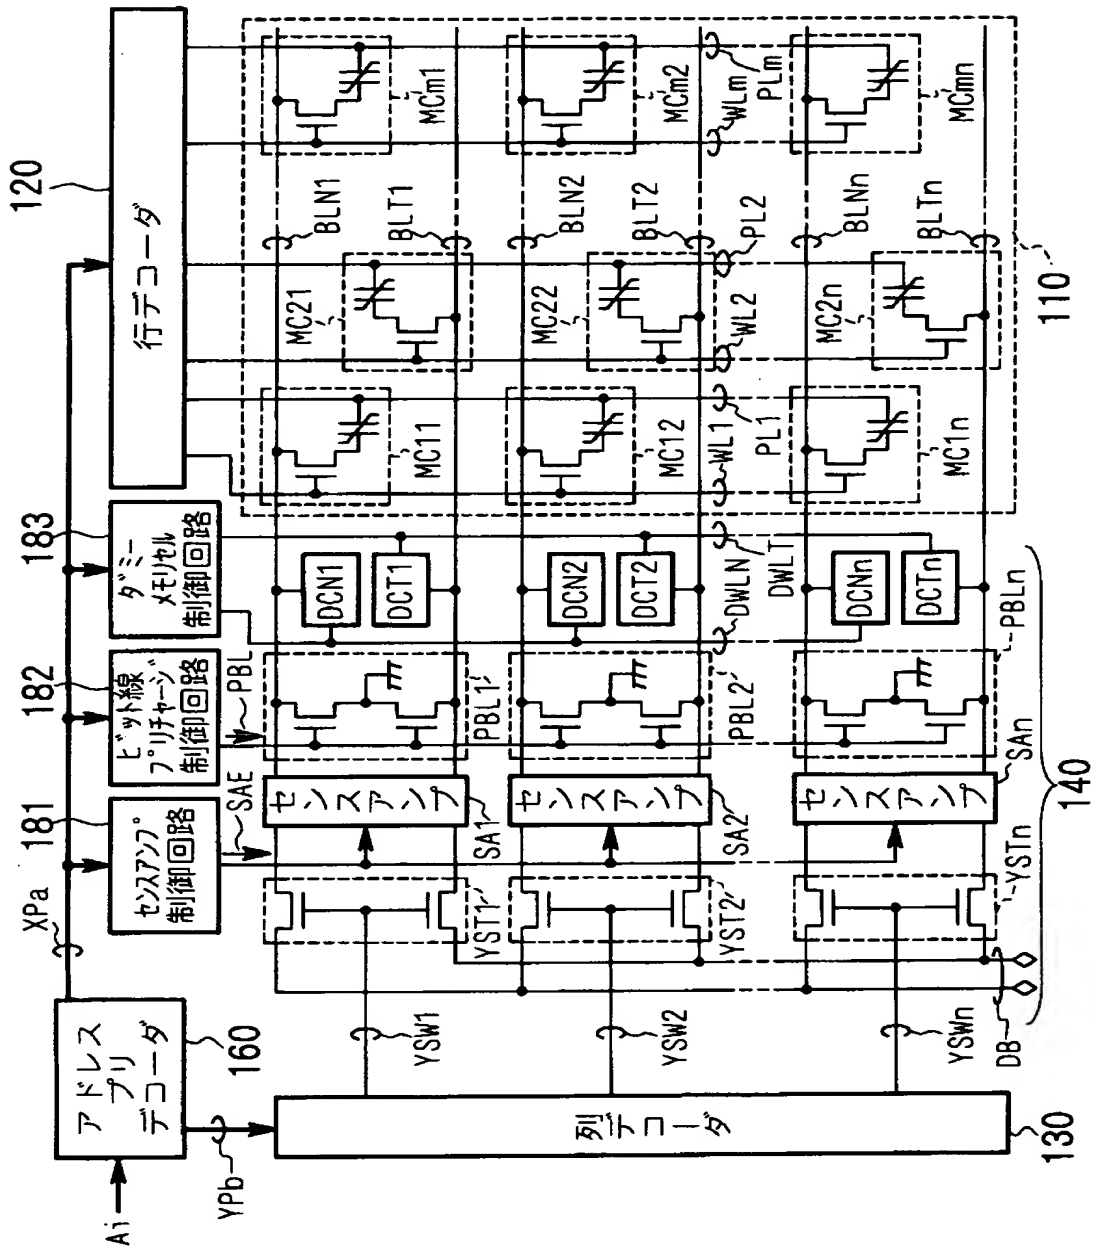 120
行デコーダ
183
ダミー
メモリセル
制御回路
182
ビット線
プリチャージ
制御回路
181
センスアンプ
制御回路
XPa
アドレス
プリ
デコーダ
160
Ai
YPb
列デコーダ
130
PBL
SAE
BLN1
BLT1
BLN2
BLT2
BLNn
BLTn
MCm1
MCm2
MCmn
WLm
PLm
MC21
MC22
MC2n
WL2
PL2
MC11
MC12
MC1n
WL1
PL1
110
DCN1
DCT1
DCN2
DCT2
DCNn
DCTn
DWLN
DWLT
PBL1
PBL2
PBLn
センスアンプ
センスアンプ
センスアンプ
SA1
SA2
SAn
YST1
YST2
YSTn
140
YSW1
YSW2
YSWn
DB